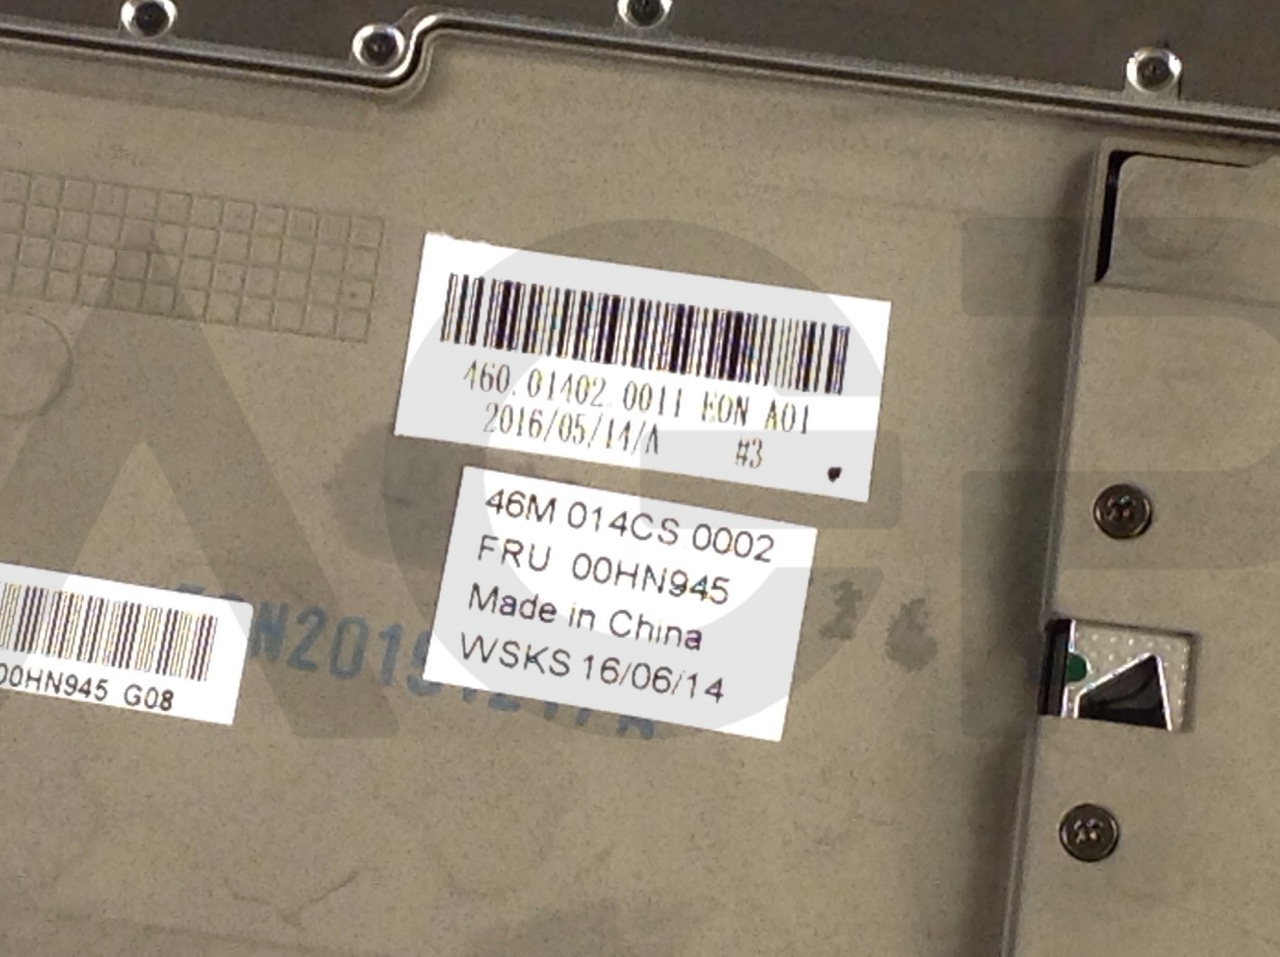 460.01402.0011 EON A01
2016/05/14/A #3
46M 014CS 0002
FRU 00HN945
Made in China
WSKS 16/06/14
00HN945 G08